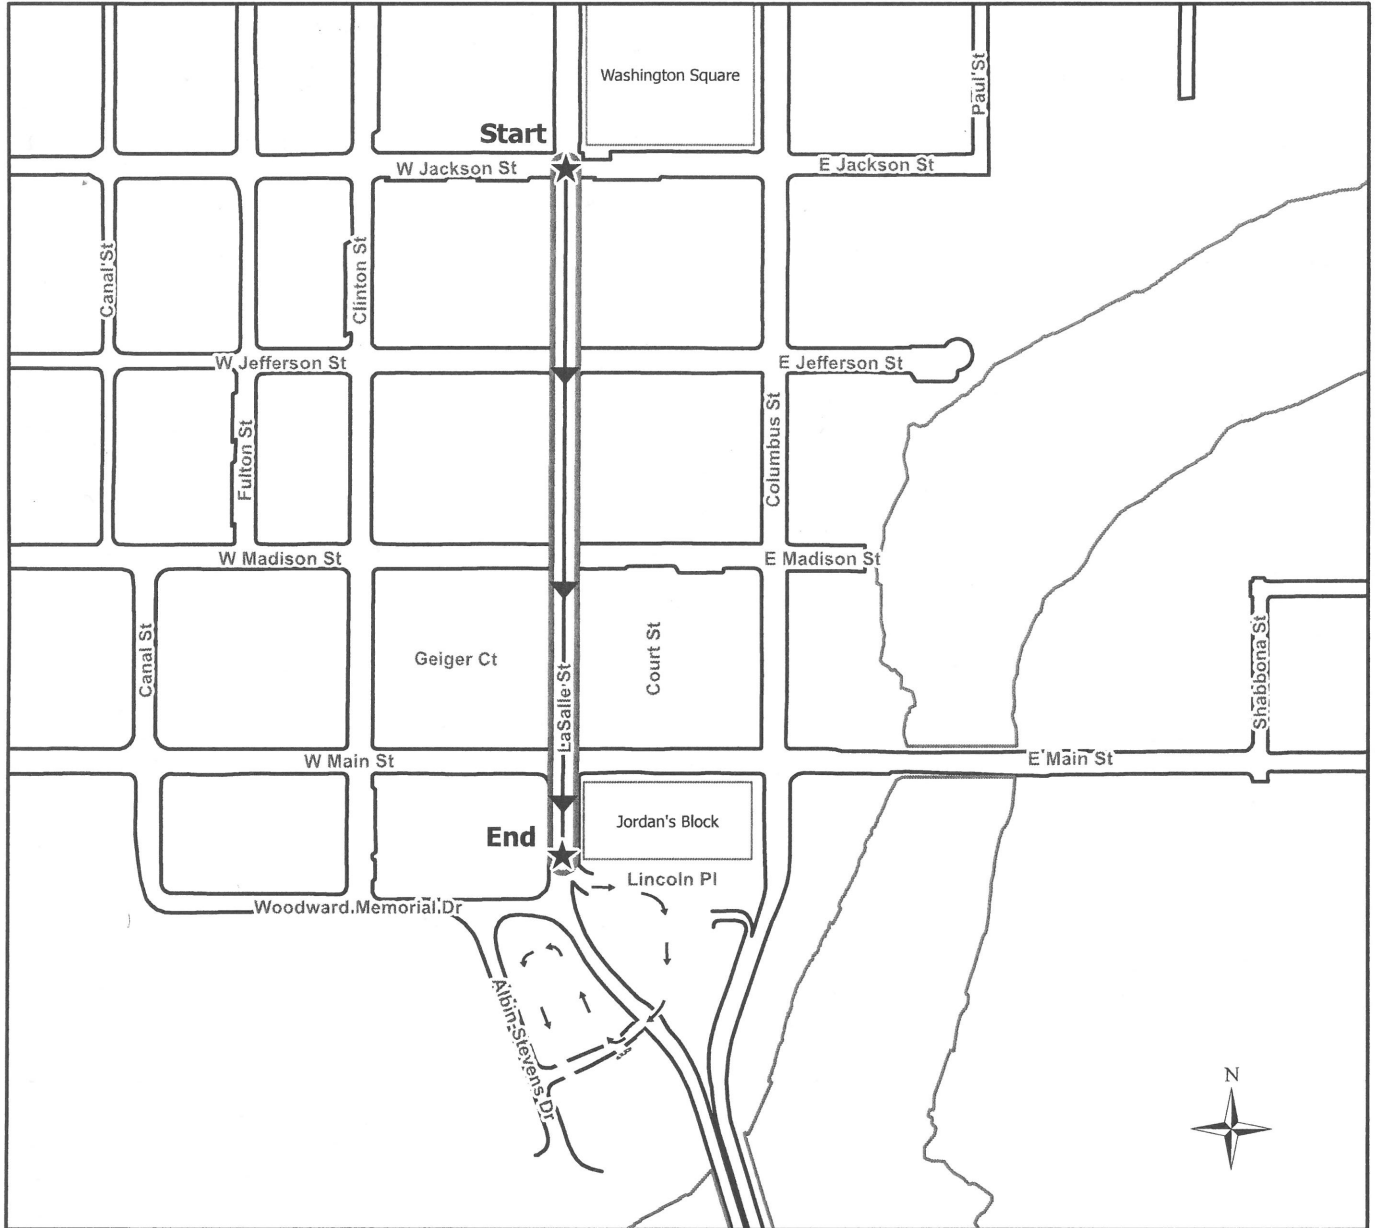 Washington Square
Paul St
Start
W Jackson St
E Jackson St
Canal St
Clinton St
W Jefferson St
E Jefferson St
Fulton St
Columbus St
W Madison St
E Madison St
Canal St
Geiger Ct
LaSalle St
Court St
Shabbona St
W Main St
E Main St
End
Jordan's Block
Lincoln Pl
Woodward Memorial Dr
Albin Stevens Dr
N